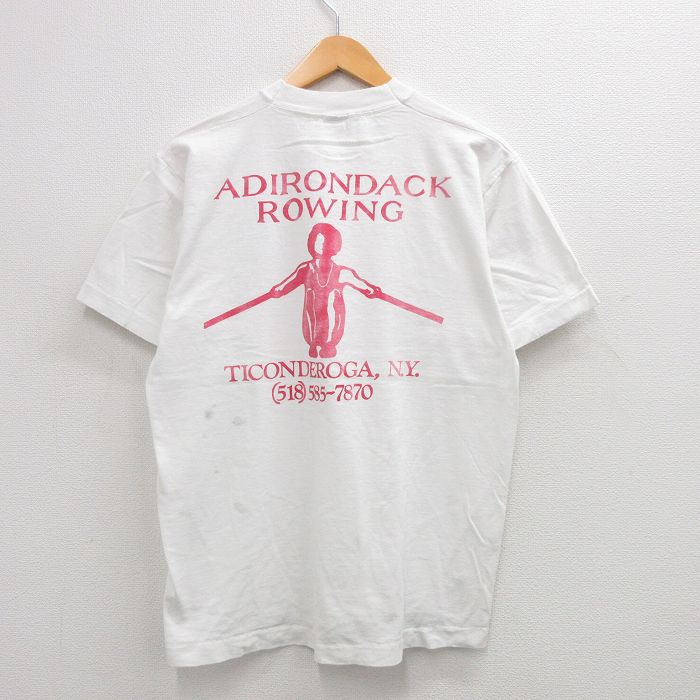 ADIRONDACK
ROWING
TICONDEROGA, N.Y.
(518) 585-7870